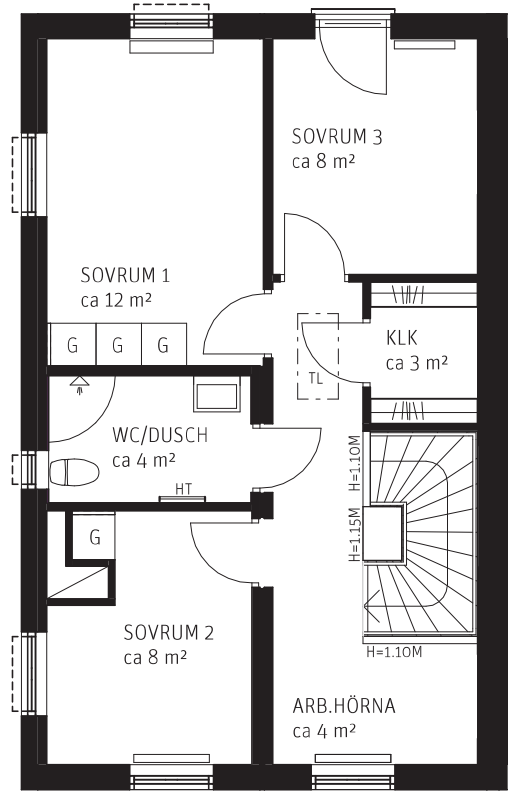 SOVRUM 3
ca 8 m²
SOVRUM 1
ca 12 m²
G
G
G
KLK
ca 3 m²
TL
WC/DUSCH
ca 4 m²
HT
H=1.10M
H=1.15M
G
SOVRUM 2
ca 8 m²
H=1.10M
ARB.HÖRNA
ca 4 m²